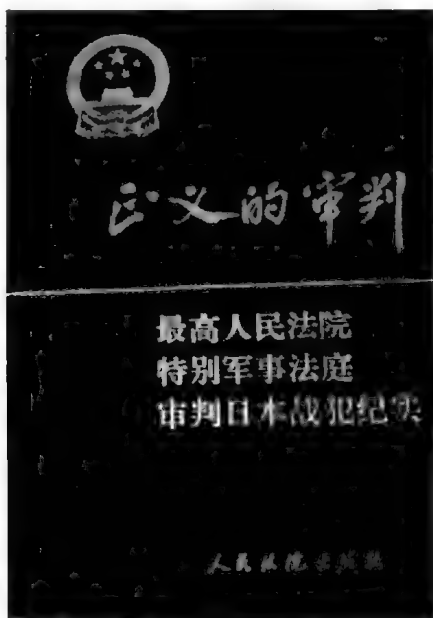 正义的审判
最高人民法院
特别军事法庭
审判日本战犯纪实
人民法院出版社